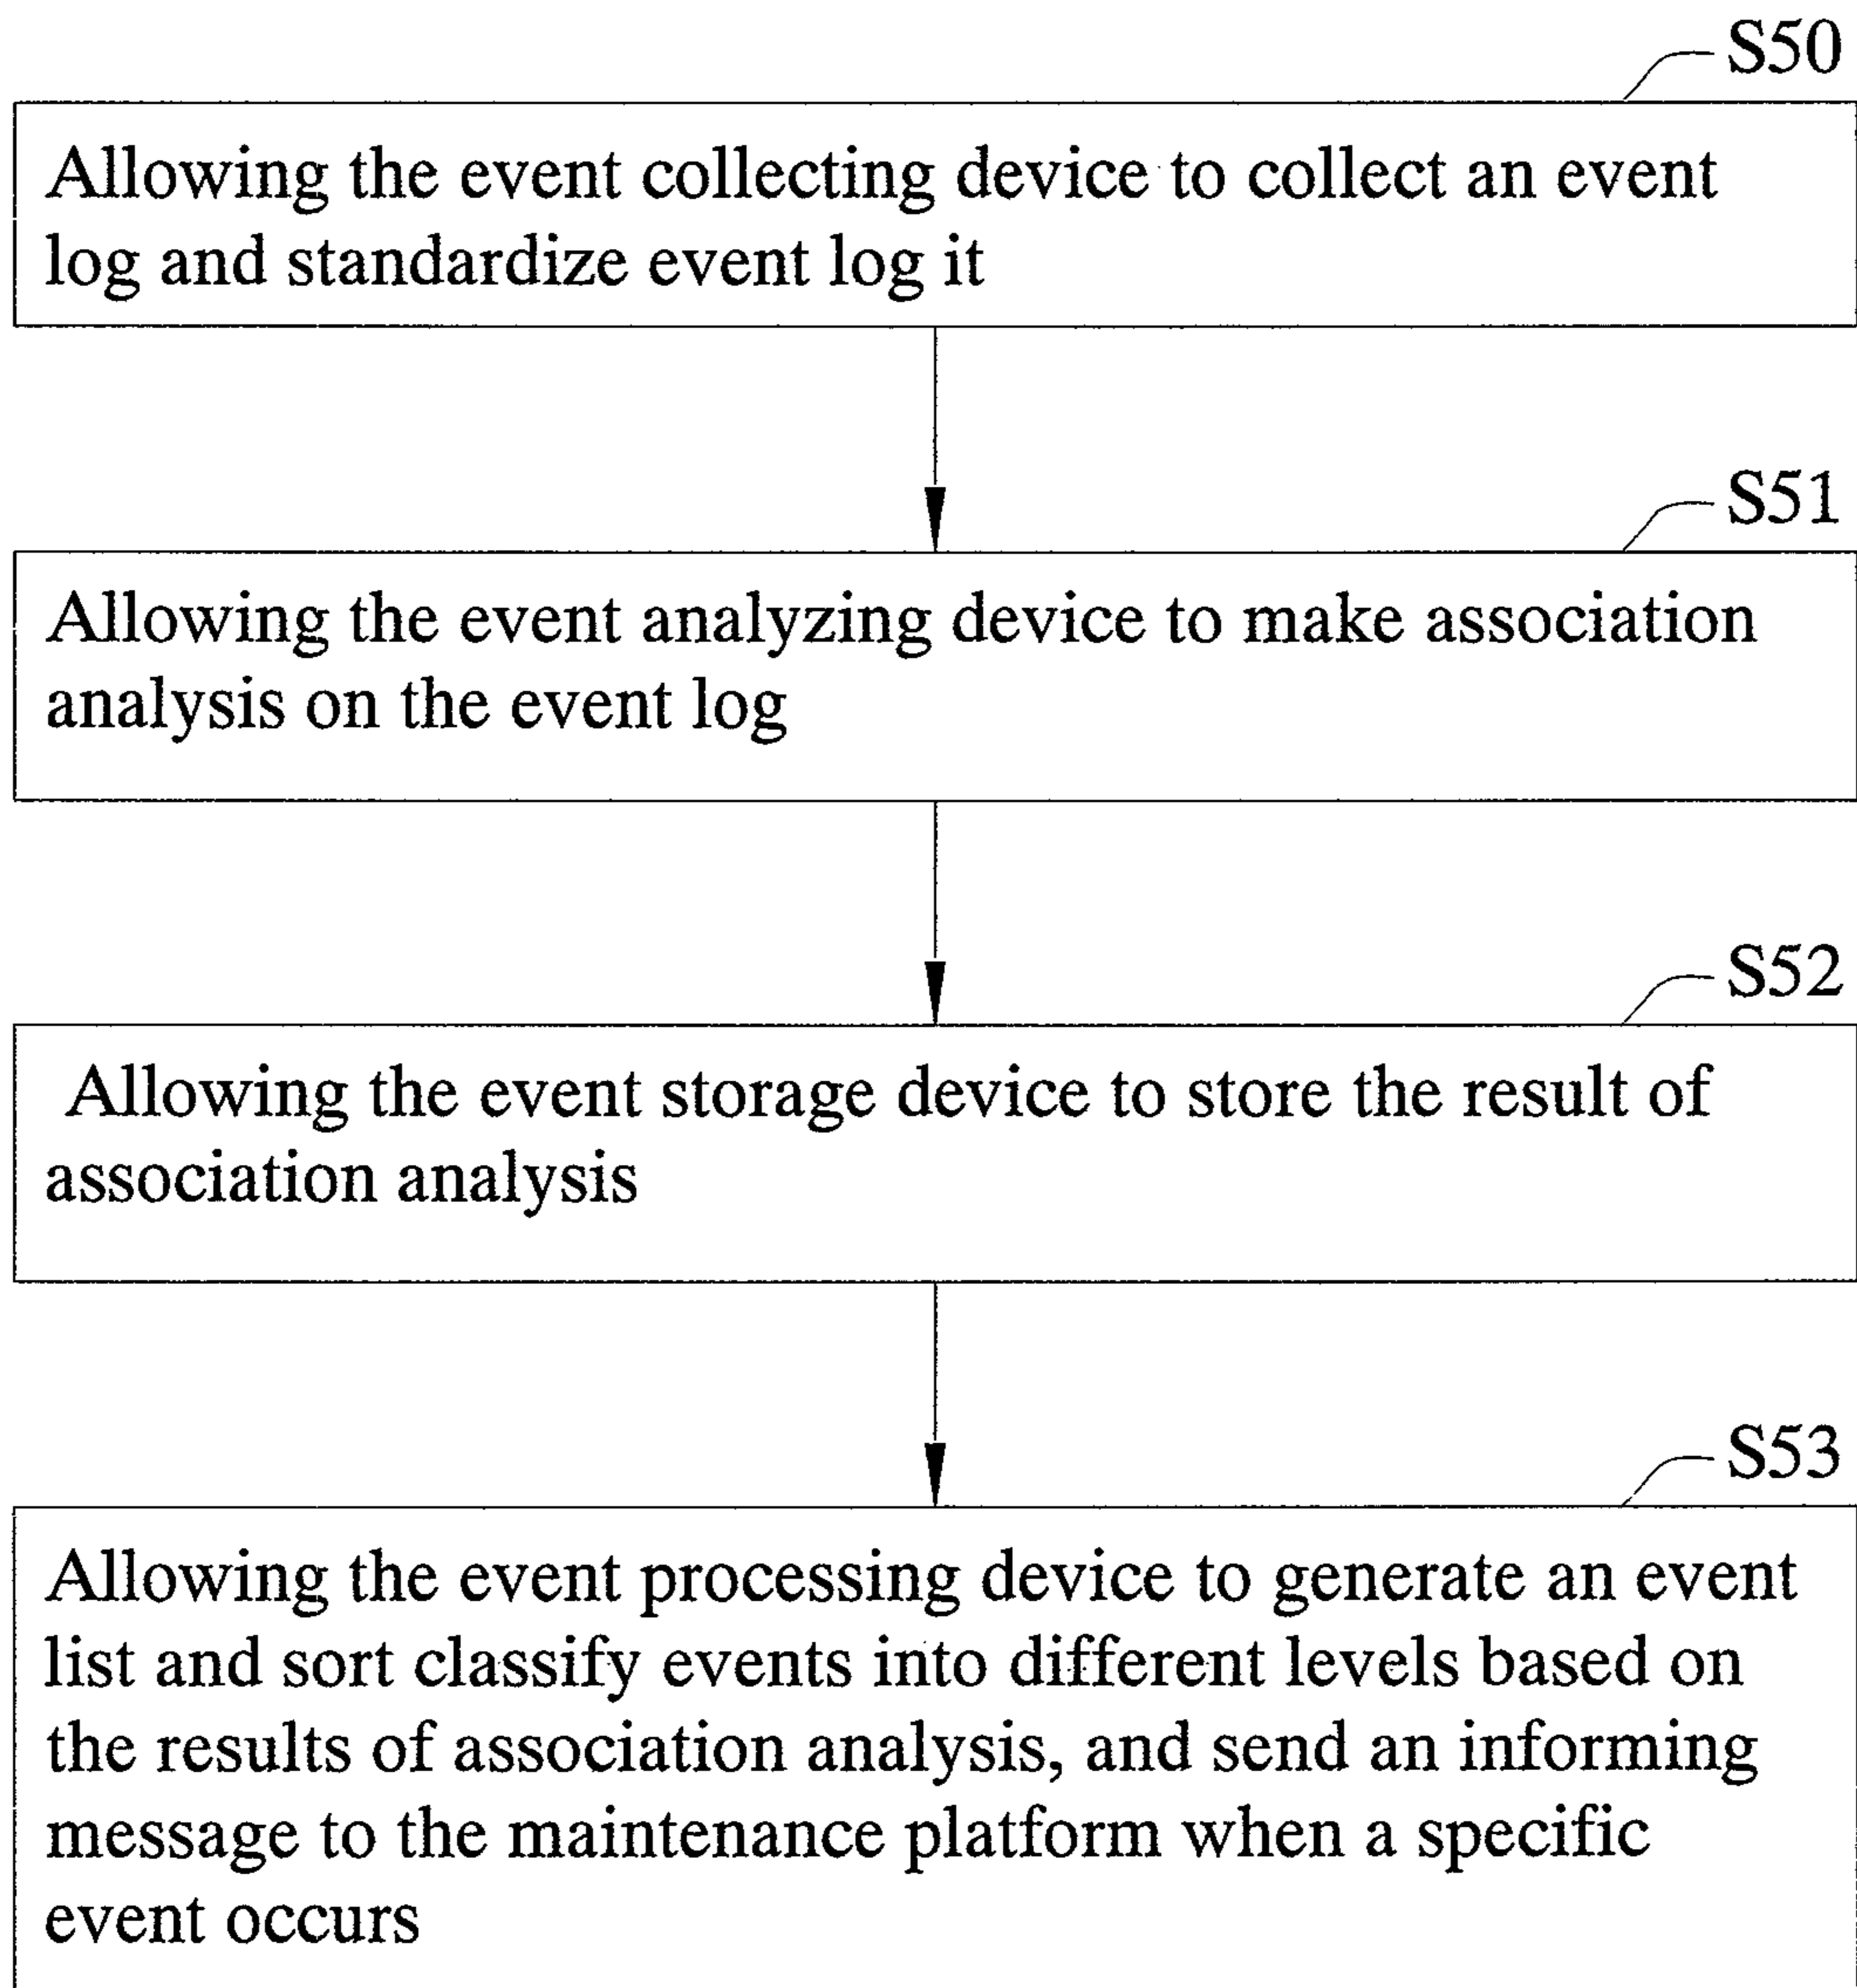 S50
Allowing the event collecting device to collect an event
log and standardize event log it
S51
Allowing the event analyzing device to make association
analysis on the event log
S52
Allowing the event storage device to store the result of
association analysis
S53
Allowing the event processing device to generate an event
list and sort classify events into different levels based on
the results of association analysis, and send an informing
message to the maintenance platform when a specific
event occurs